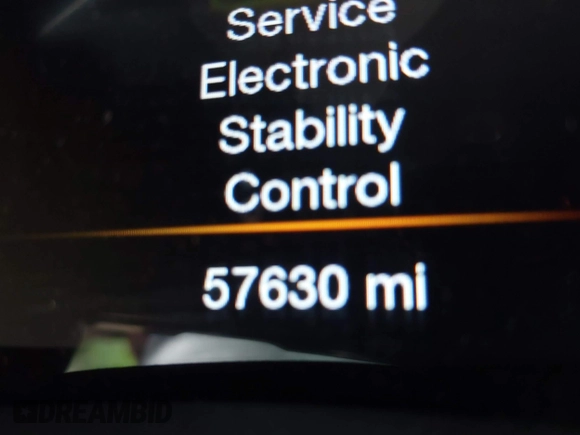 Service
Electronic
Stability
Control
57630 mi
DREAMBID